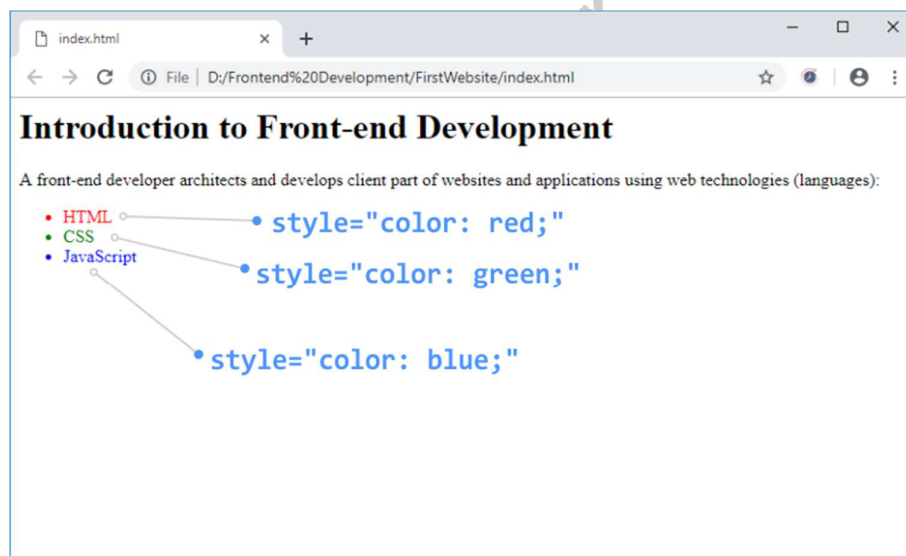 index.html
File | D:/Frontend%20Development/FirstWebsite/index.html
Introduction to Front-end Development
A front-end developer architects and develops client part of websites and applications using web technologies (languages):
• HTML
style="color: red;"
• CSS
style="color: green;"
• JavaScript
style="color: blue;"